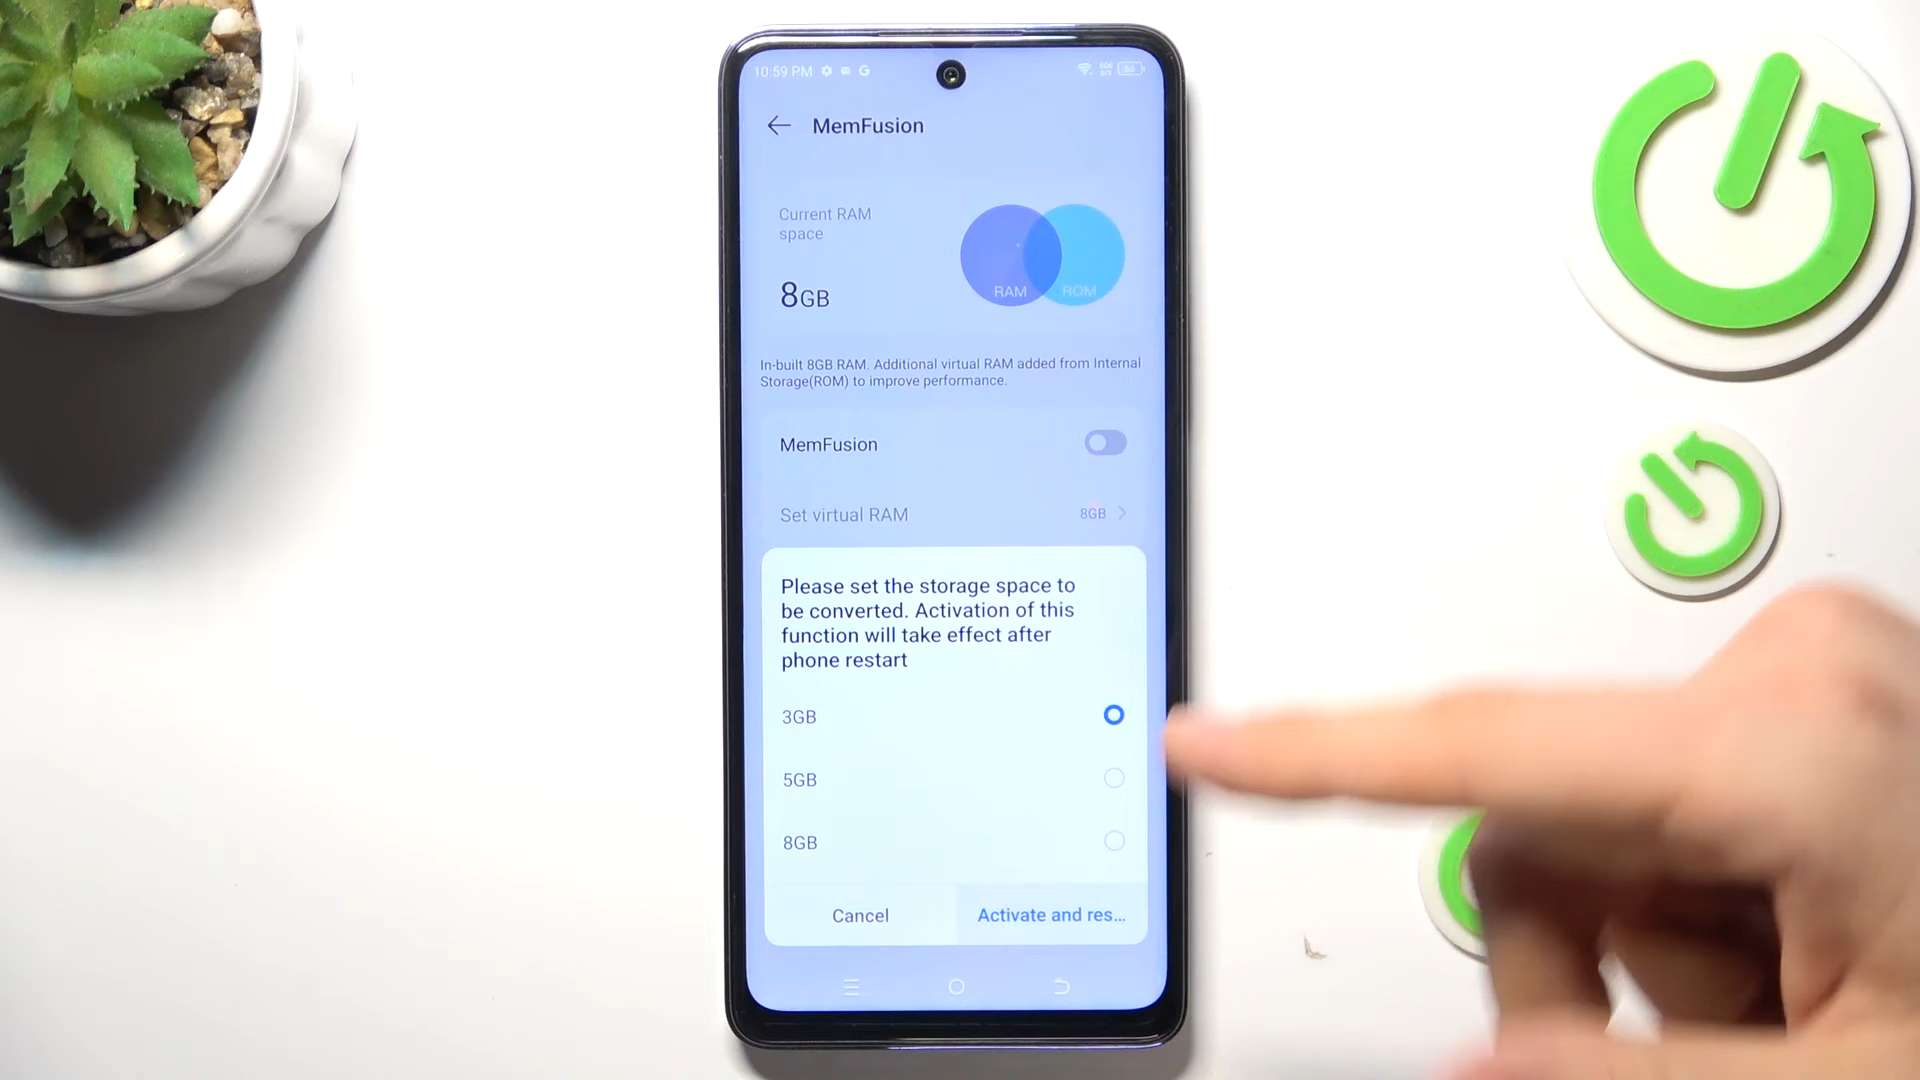 10:59 PM
MemFusion
Current RAM
space
8GB
RAM
ROM
In-built 8GB RAM. Additional virtual RAM added from Internal
Storage(ROM) to improve performance.
MemFusion
Set virtual RAM
8GB
Please set the storage space to
be converted. Activation of this
function will take effect after
phone restart
3GB
5GB
8GB
Cancel
Activate and res...